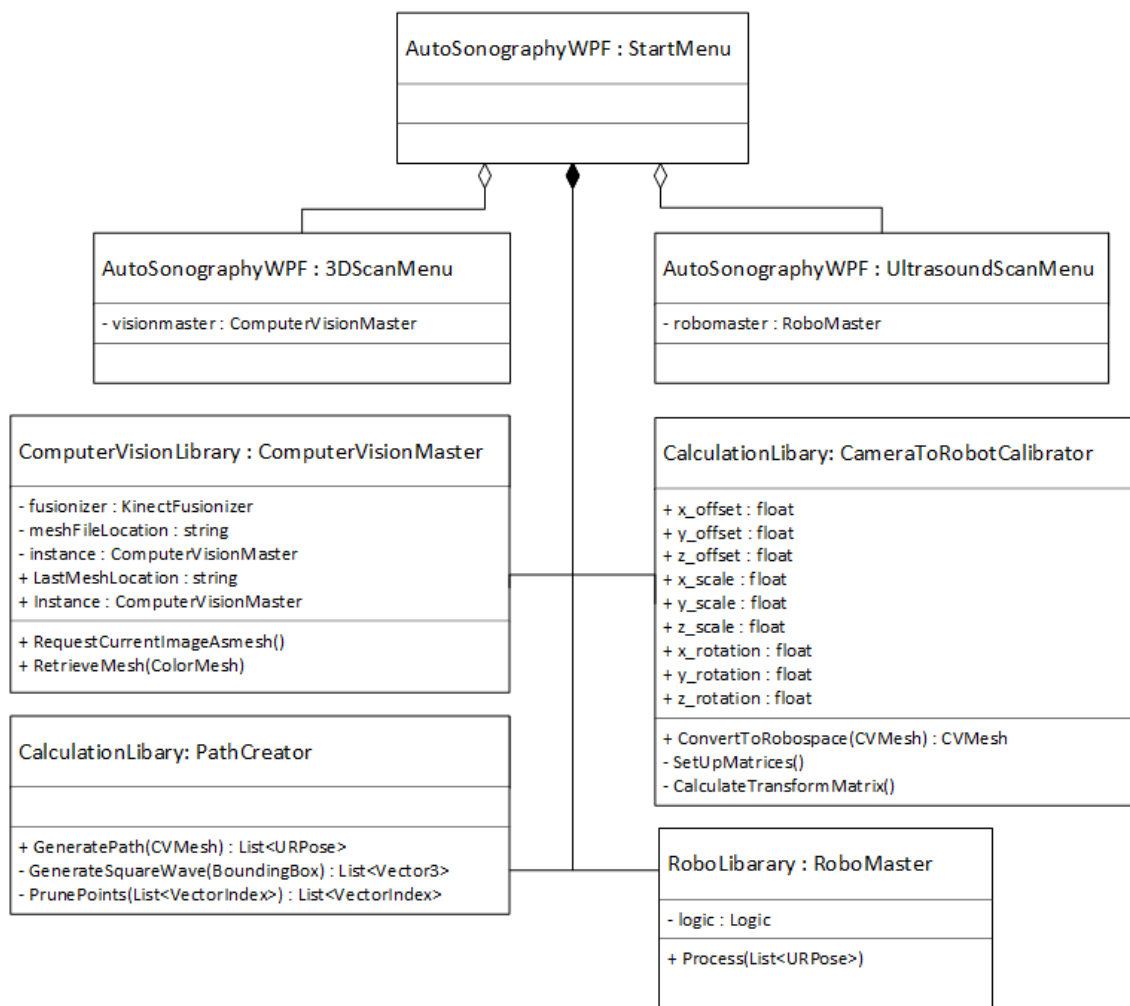 AutoSonographyWPF : StartMenu
AutoSonographyWPF : 3DScanMenu
- visionmaster : ComputerVisionMaster
AutoSonographyWPF : UltrasoundScanMenu
- robomaster : RoboMaster
ComputerVisionLibrary : ComputerVisionMaster
- fusionizer : KinectFusionizer
- meshFileLocation : string
- instance : ComputerVisionMaster
+ LastMeshLocation : string
+ Instance : ComputerVisionMaster
+ RequestCurrentImageAsmesh()
+ RetrieveMesh(ColorMesh)
CalculationLibary: CameraToRobotCalibrator
+ x_offset : float
+ y_offset : float
+ z_offset : float
+ x_scale : float
+ y_scale : float
+ z_scale : float
+ x_rotation : float
+ y_rotation : float
+ z_rotation : float
+ ConvertToRobospace(CVMesh) : CVMesh
- SetUpMatrices()
- CalculateTransformMatrix()
CalculationLibary: PathCreator
+ GeneratePath(CVMesh) : List<URPose>
- GenerateSquareWave(BoundingBox) : List<Vector3>
- PrunePoints(List<VectorIndex>) : List<VectorIndex>
RoboLibarary : RoboMaster
- logic : Logic
+ Process(List<URPose>)